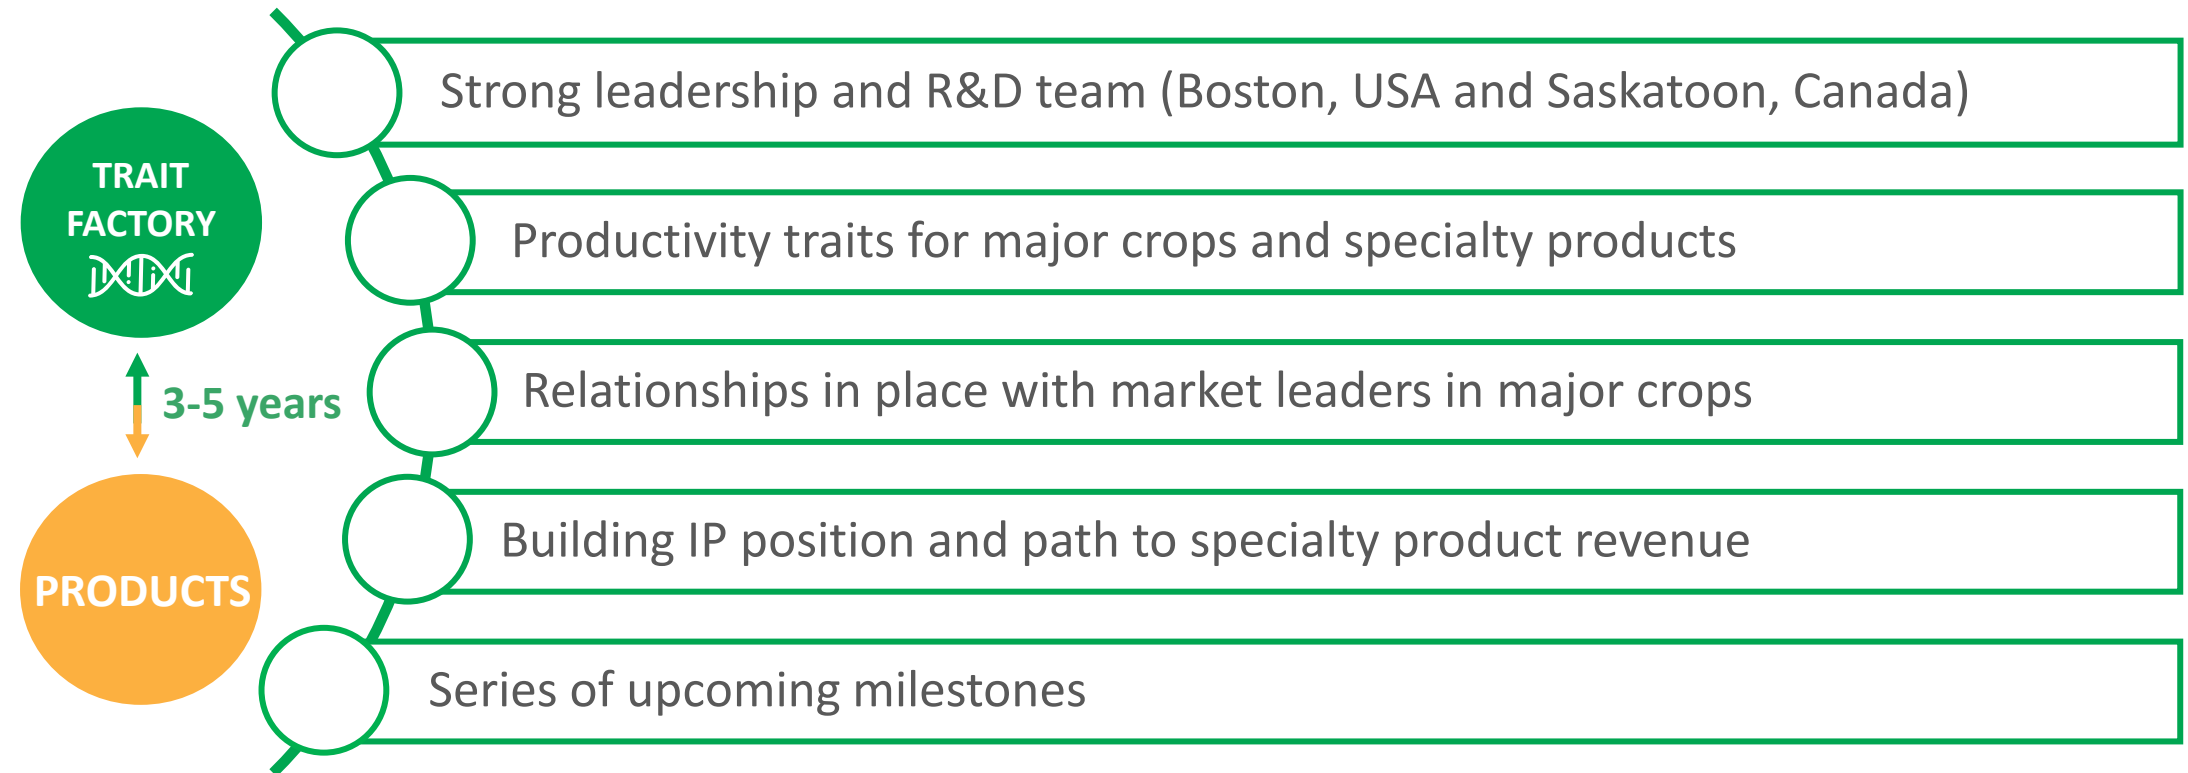 TRAIT
FACTORY
3-5 years
PRODUCTS
Strong leadership and R&D team (Boston, USA and Saskatoon, Canada)
Productivity traits for major crops and specialty products
Relationships in place with market leaders in major crops
Building IP position and path to specialty product revenue
Series of upcoming milestones